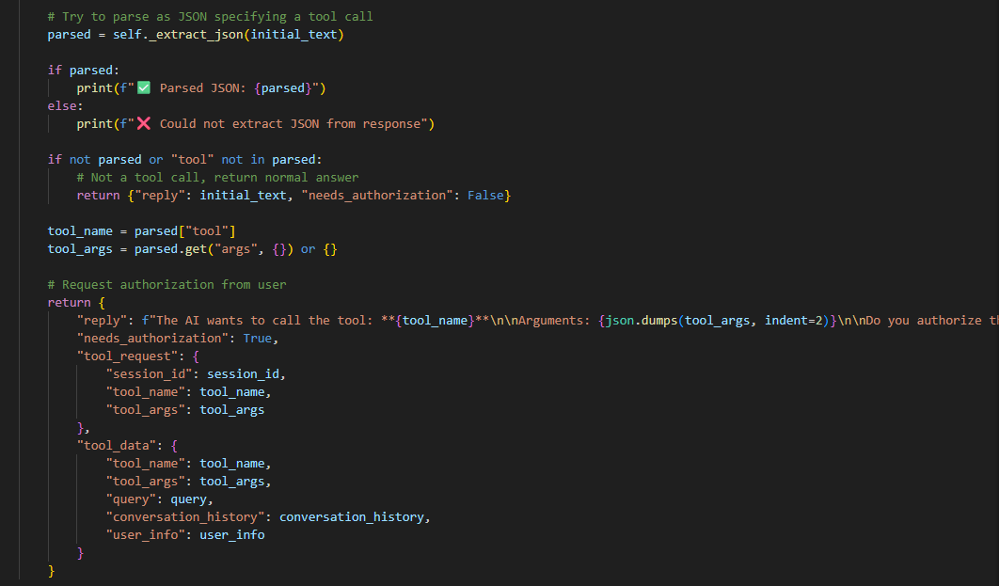 # Try to parse as JSON specifying a tool call
parsed = self._extract_json(initial_text)
if parsed:
print(f"✅ Parsed JSON: {parsed}")
else:
print(f"❌ Could not extract JSON from response")
if not parsed or "tool" not in parsed:
# Not a tool call, return normal answer
return {"reply": initial_text, "needs_authorization": False}
tool_name = parsed["tool"]
tool_args = parsed.get("args", {}) or {}
# Request authorization from user
return {
"reply": f"The AI wants to call the tool: **{tool_name}**\n\nArguments: {json.dumps(tool_args, indent=2)}\n\nDo you authorize
"needs_authorization": True,
"tool_request": {
"session_id": session_id,
"tool_name": tool_name,
"tool_args": tool_args
},
"tool_data": {
"tool_name": tool_name,
"tool_args": tool_args,
"query": query,
"conversation_history": conversation_history,
"user_info": user_info
}
}